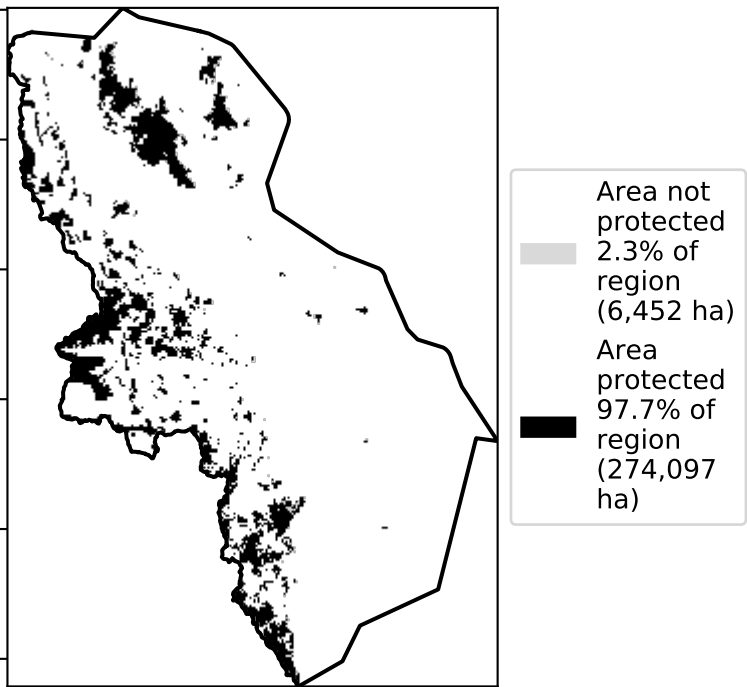 Area not
protected
2.3% of
region
(6,452 ha)
Area
protected
97.7% of
region
(274,097
ha)